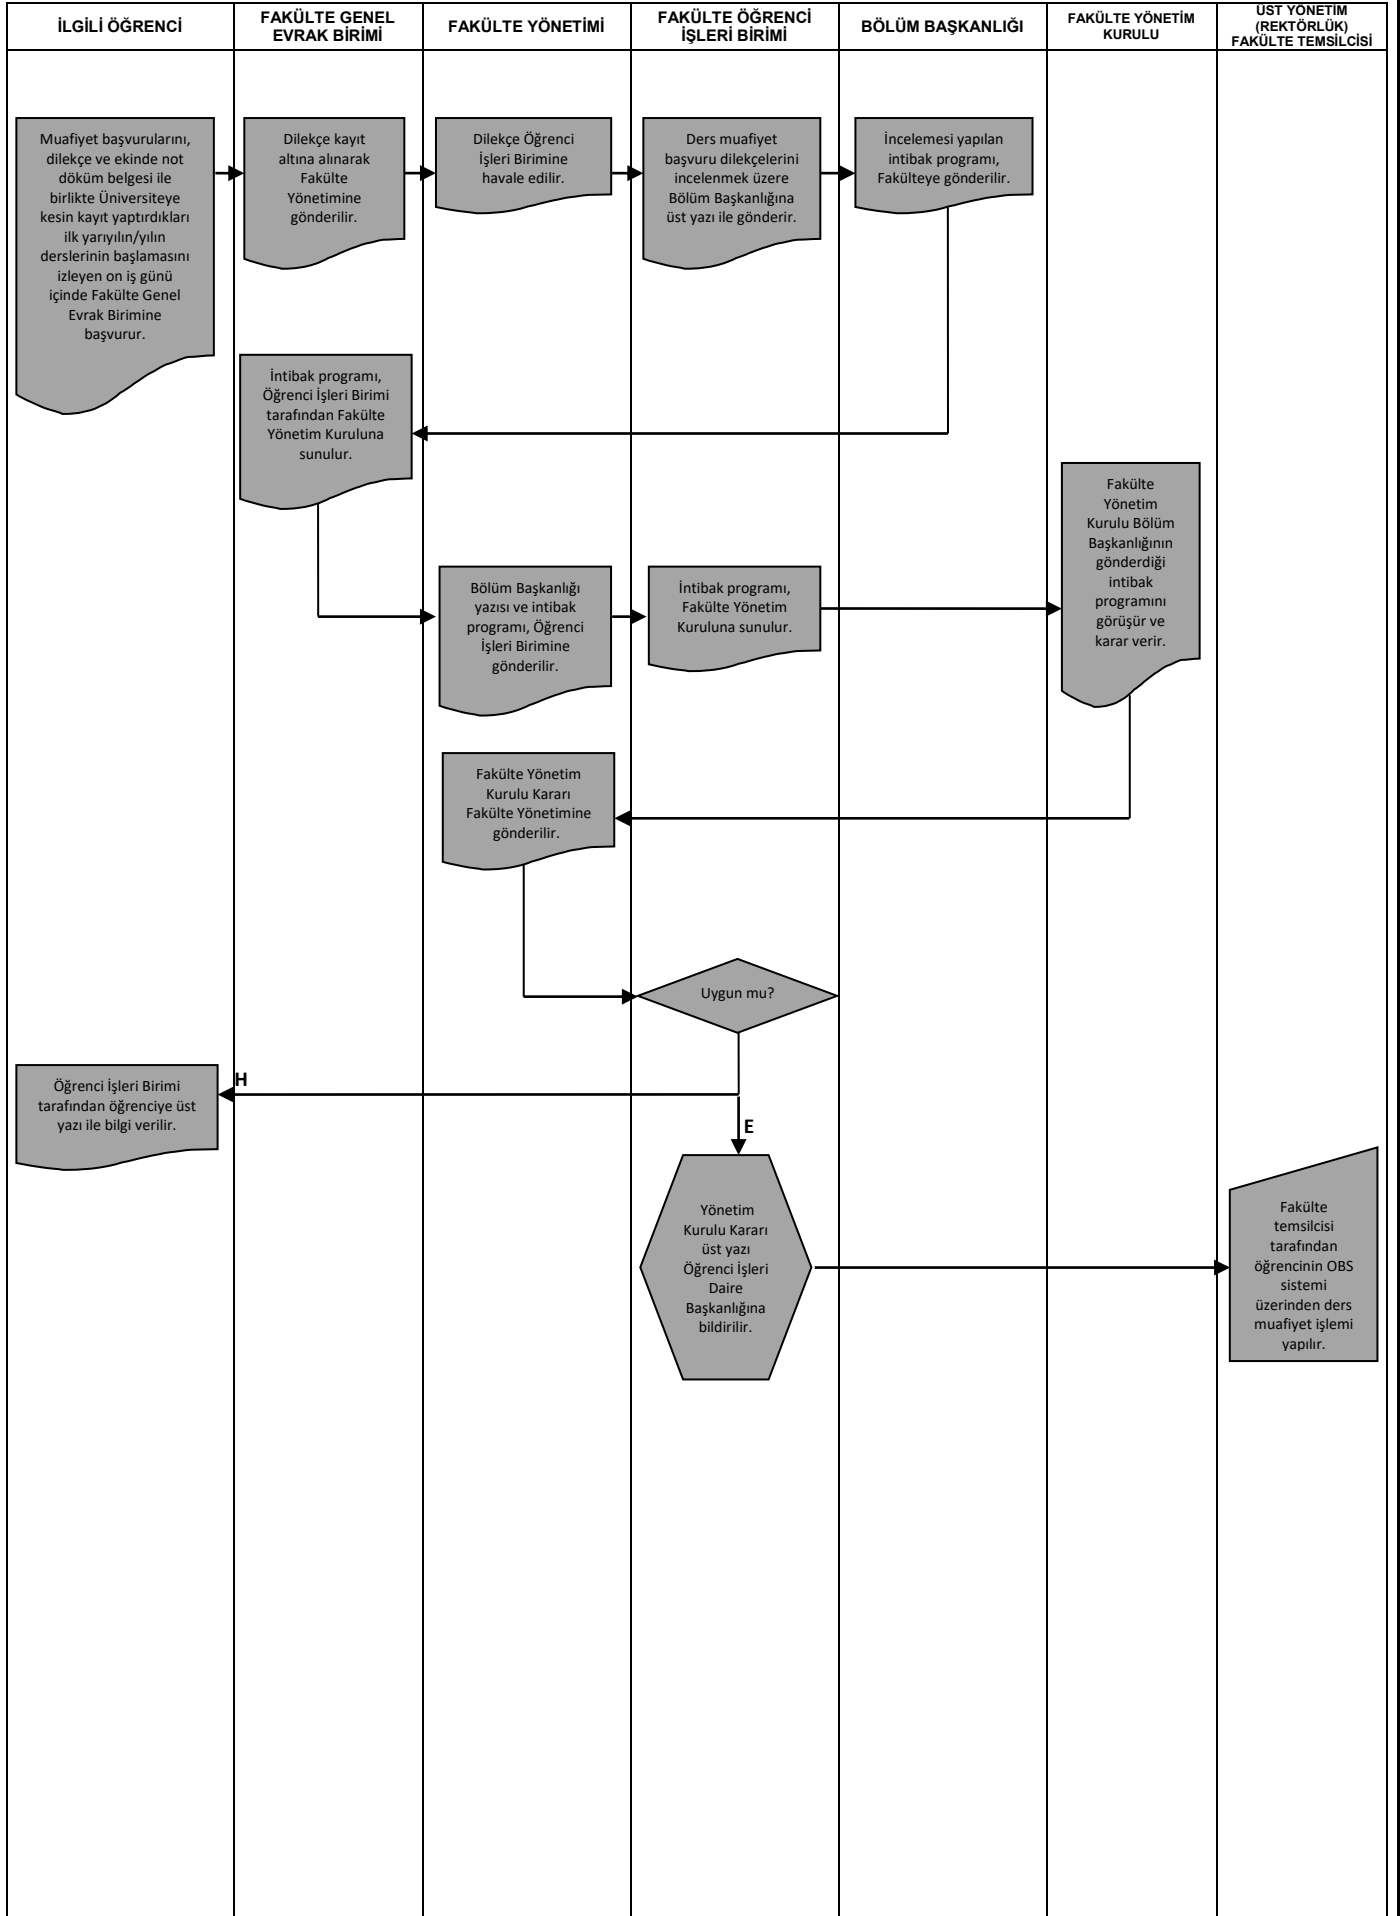 İLGİLİ ÖĞRENCİ
FAKÜLTE GENEL
EVRAK BİRİMİ
FAKÜLTE YÖNETİMİ
FAKÜLTE ÖĞRENCİ
İŞLERİ BİRİMİ
BÖLÜM BAŞKANLIĞI
FAKÜLTE YÖNETİM
KURULU
ÜST YÖNETİM
(REKTÖRLÜK)
FAKÜLTE TEMSİLCİSİ
Muafiyet başvurularını,
dilekçe ve ekinde not
döküm belgesi ile
birlikte Üniversiteye
kesin kayıt yaptırdıkları
ilk yarıyılın/yılın
derslerinin başlamasını
izleyen on iş günü
içinde Fakülte Genel
Evrak Birimine
başvurur.
Dilekçe kayıt
altına alınarak
Fakülte
Yönetimine
gönderilir.
Dilekçe Öğrenci
İşleri Birimine
havale edilir.
Ders muafiyet
başvuru dilekçelerini
incelenmek üzere
Bölüm Başkanlığına
üst yazı ile gönderir.
İncelemesi yapılan
intibak programı,
Fakülteye gönderilir.
İntibak programı,
Öğrenci İşleri Birimi
tarafından Fakülte
Yönetim Kuruluna
sunulur.
Fakülte
Yönetim
Kurulu Bölüm
Başkanlığının
gönderdiği
intibak
programını
görüşür ve
karar verir.
Bölüm Başkanlığı
yazısı ve intibak
programı, Öğrenci
İşleri Birimine
gönderilir.
İntibak programı,
Fakülte Yönetim
Kuruluna sunulur.
Fakülte Yönetim
Kurulu Kararı
Fakülte Yönetimine
gönderilir.
Uygun mu?
H
Öğrenci İşleri Birimi
tarafından öğrenciye üst
yazı ile bilgi verilir.
E
Yönetim
Kurulu Kararı
üst yazı
Öğrenci İşleri
Daire
Başkanlığına
bildirilir.
Fakülte
temsilcisi
tarafından
öğrencinin OBS
sistemi
üzerinden ders
muafiyet işlemi
yapılır.